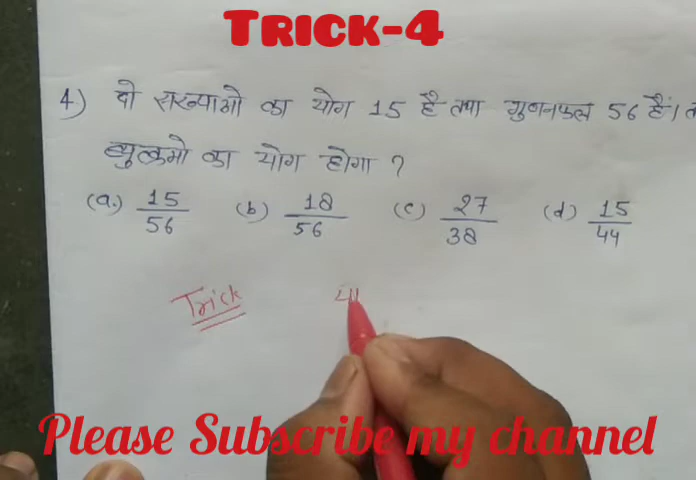 TRICK-4
4) दो संख्याओ का योग 15 है तथा गुणनफल 56 हैं।
व्युत्क्रमो का योग होगा ?
(a.) 15/56 (b) 18/56 (c) 27/38 (d) 15/44
Trick
Please Subscribe my channel